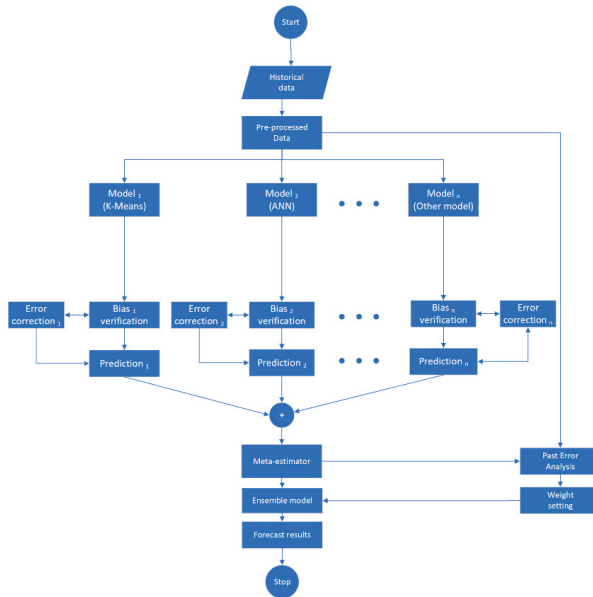 Start
Historical
data
Pre-processed
Data
Model 1
(K-Means)
Model 2
(ANN)
Model n
(Other model)
Error
correction 1
Bias 1
verification
Error
correction 2
Bias 2
verification
Bias n
verification
Error
correction n
Prediction 1
Prediction 2
Prediction n
+
Meta-estimator
Past Error
Analysis
Ensemble model
Weight
setting
Forecast results
Stop